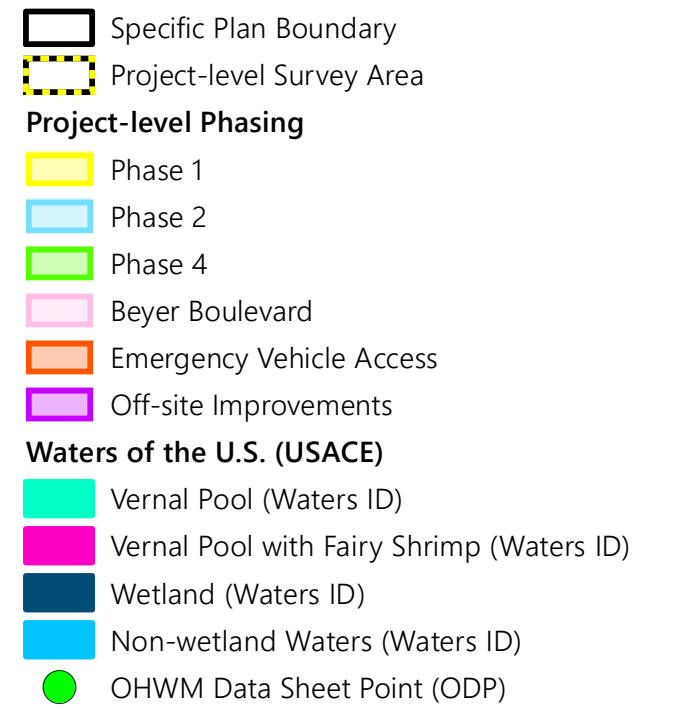 Specific Plan Boundary
Project-level Survey Area
Project-level Phasing
Phase 1
Phase 2
Phase 4
Beyer Boulevard
Emergency Vehicle Access
Off-site Improvements
Waters of the U.S. (USACE)
Vernal Pool (Waters ID)
Vernal Pool with Fairy Shrimp (Waters ID)
Wetland (Waters ID)
Non-wetland Waters (Waters ID)
OHWM Data Sheet Point (ODP)